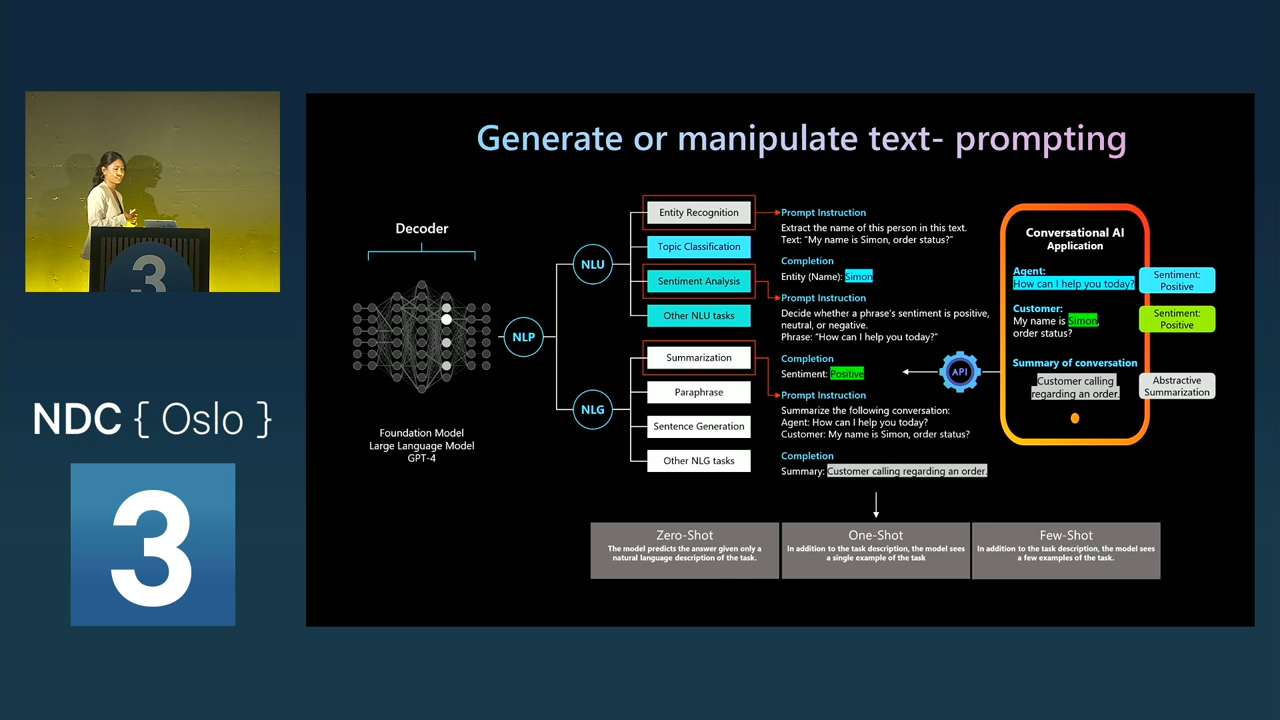 Generate or manipulate text- prompting
Decoder
Foundation Model
Large Language Model
GPT-4
NLP
NLU
NLG
Entity Recognition
Topic Classification
Sentiment Analysis
Other NLU tasks
Summarization
Paraphrase
Sentence Generation
Other NLG tasks
Prompt Instruction
Extract the name of this person in this text.
Text: “My name is Simon, order status?”
Completion
Entity (Name): Simon
Prompt Instruction
Decide whether a phrase’s sentiment is positive,
neutral, or negative.
Phrase: “How can I help you today?”
Completion
Sentiment: Positive
Prompt Instruction
Summarize the following conversation:
Agent: How can I help you today?
Customer: My name is Simon, order status?
Completion
Summary: Customer calling regarding an order.
API
Conversational AI
Application
Agent:
How can I help you today?
Sentiment:
Positive
Customer:
My name is Simon,
order status?
Sentiment:
Positive
Summary of conversation
Customer calling
regarding an order.
Abstractive
Summarization
Zero-Shot
The model predicts the answer given only a
natural language description of the task.
One-Shot
In addition to the task description, the model sees
a single example of the task
Few-Shot
In addition to the task description, the model sees
a few examples of the task.
3
NDC { Oslo }
3